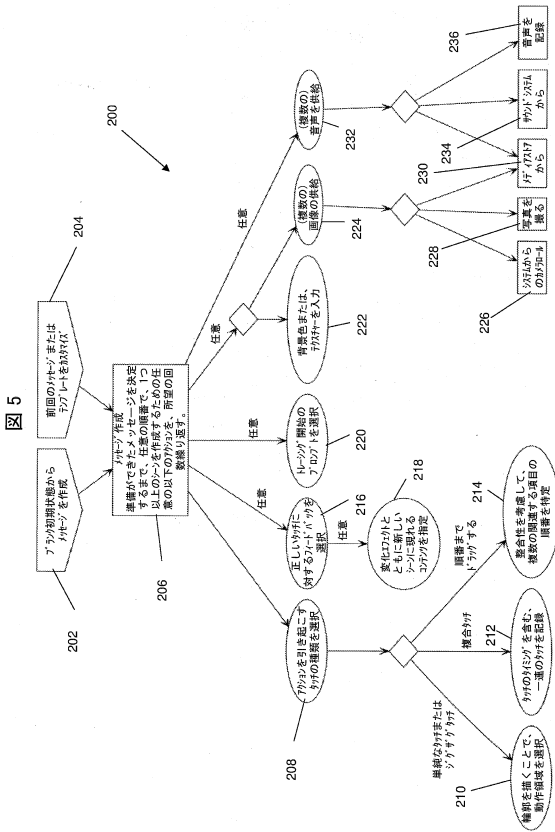 図 5
200
ブランク初期状態から
メッセージを作成
202
前回のメッセージまたは
テンプレートをカスタマイズ
204
メッセージ作成
準備ができたメッセージを決定
するまで、任意の順番で、1つ
以上のシーンを作成するための任
意の以下のアクションを、所望の回
数繰り返す。
206
任意
任意
任意
任意
アクションを引き起こす
タッチの種類を選択
208
正しいタッチに
対するフィードバックを
選択
216
トレーシング開始の
プロンプトを選択
220
背景色または、
テクスチャーを入力
222
(複数の)
画像の供給
224
(複数の)
音声を供給
232
任意
変化エフェクトと
ともに新しい
シーンに現れる
コンテンツを指定
218
単純なタッチまたは
ジグザグタッチ
複合タッチ
順番まで
ドラッグする
輪郭を描くことで、
動作領域を選択
210
タッチのタイミングを含む、
一連のタッチを記録
212
整合性を考慮して、
複数の関連する項目の
順番を特定
214
システムから
のカメラロール
226
写真を
撮る
228
メディアストア
から
230
サウンドシステム
から
234
音声を
記録
236